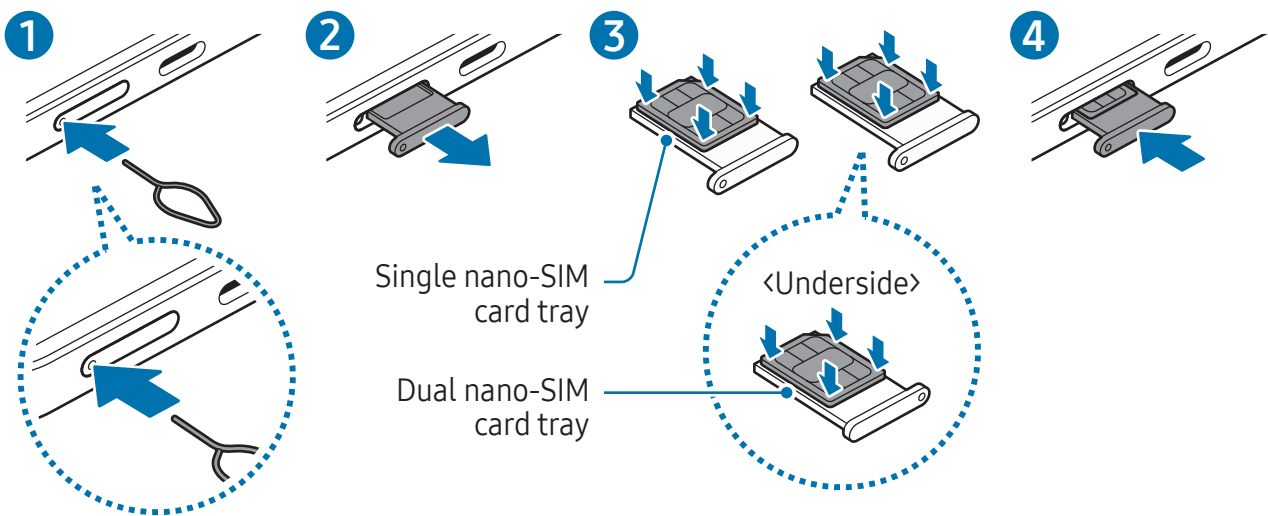 1
2
3
4
Single nano-SIM
card tray
<Underside>
Dual nano-SIM
card tray